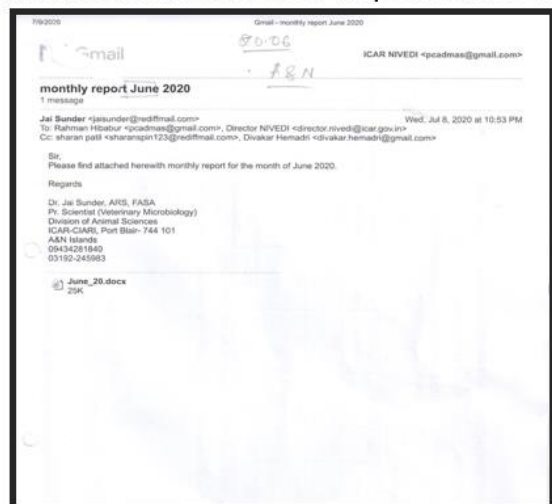 7/9/2020 Gmail - monthly report June 2020
20.06
Gmail ICAR NIVEDI <pcadmas@gmail.com>
A&N
monthly report June 2020
1 message
Jai Sunder <jaisunder@rediffmail.com> Wed, Jul 8, 2020 at 10:53 PM
To: Rahman Hibabur <pcadmas@gmail.com>, Director NIVEDI <director.nivedi@icar.gov.in>
Cc: sharan patil <sharanspin123@rediffmail.com>, Divakar Hemadri <divakar.hemadri@gmail.com>
Sir,
Please find attached herewith monthly report for the month of June 2020.
Regards
Dr. Jai Sunder, ARS, FASA
Pr. Scientist (Veterinary Microbiology)
Division of Animal Sciences
ICAR-CIARI, Port Blair- 744 101
A&N Islands
09434281840
03192-245983
June_20.docx
25K